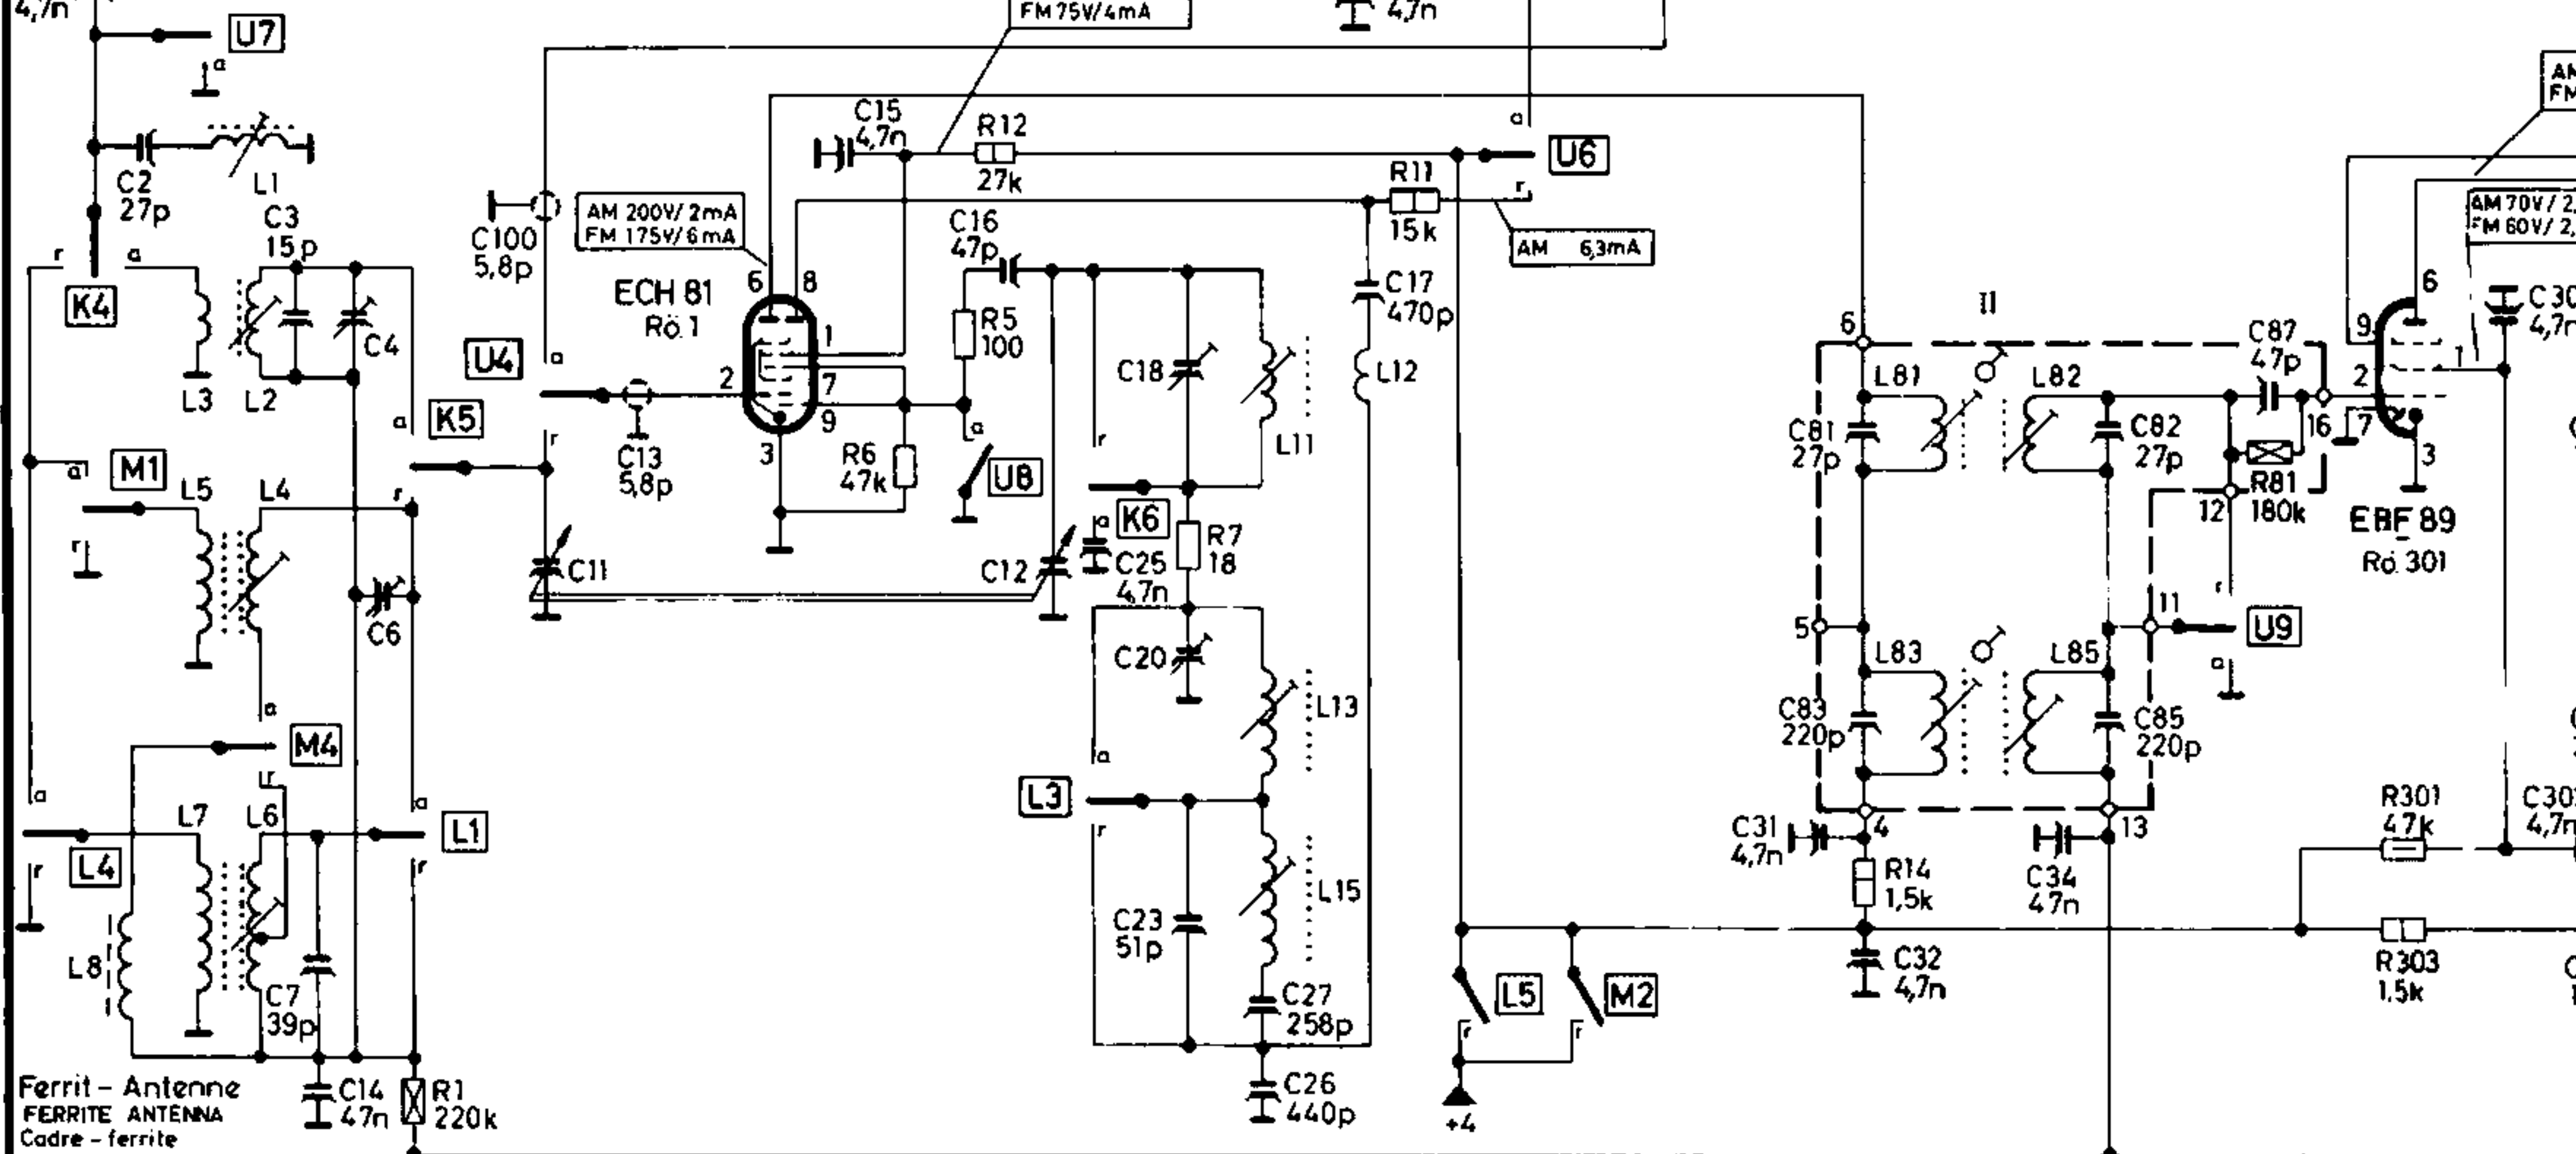 4,7n
U7
a
FM 75V/4mA
4,7n
C2
27p
L1
C15
4,7n
R12
27k
a
U6
R11
15k
r
AM 6,3mA
AM 200V/2mA
FM 175V/6mA
C100
5,8p
C3
15p
r
a
K4
L3
L2
C4
a
K5
r
a
U4
C13
5,8p
ECH 81
Rö.1
6
8
1
7
9
2
3
C16
47p
R5
100
R6
47k
a
U8
C18
L11
C17
470p
L12
r
K6
a
C25
4,7n
R7
18
C11
C12
C20
L13
a
L3
r
L15
C23
51p
C27
258p
C26
440p
a
M1
r
L5
L4
r
C6
a
M4
r
a
L4
r
L7
L6
a
L1
r
L8
C7
39p
C14
47n
R1
220k
Ferrit - Antenne
FERRITE ANTENNA
Cadre - ferrite
L5
r
M2
r
+4
II
6
L81
L82
C81
27p
C82
27p
C87
47p
16
R81
180k
12
r
5
11
U9
a
L83
L85
C83
220p
C85
220p
4
13
C31
4,7n
R14
1,5k
C34
47n
C32
4,7n
AM
FM
AM 70V/2,
FM 60V/2,
6
9
1
2
7
3
EBF 89
Rö.301
C30
4,7n
R301
47k
C301
4,7n
R303
1,5k